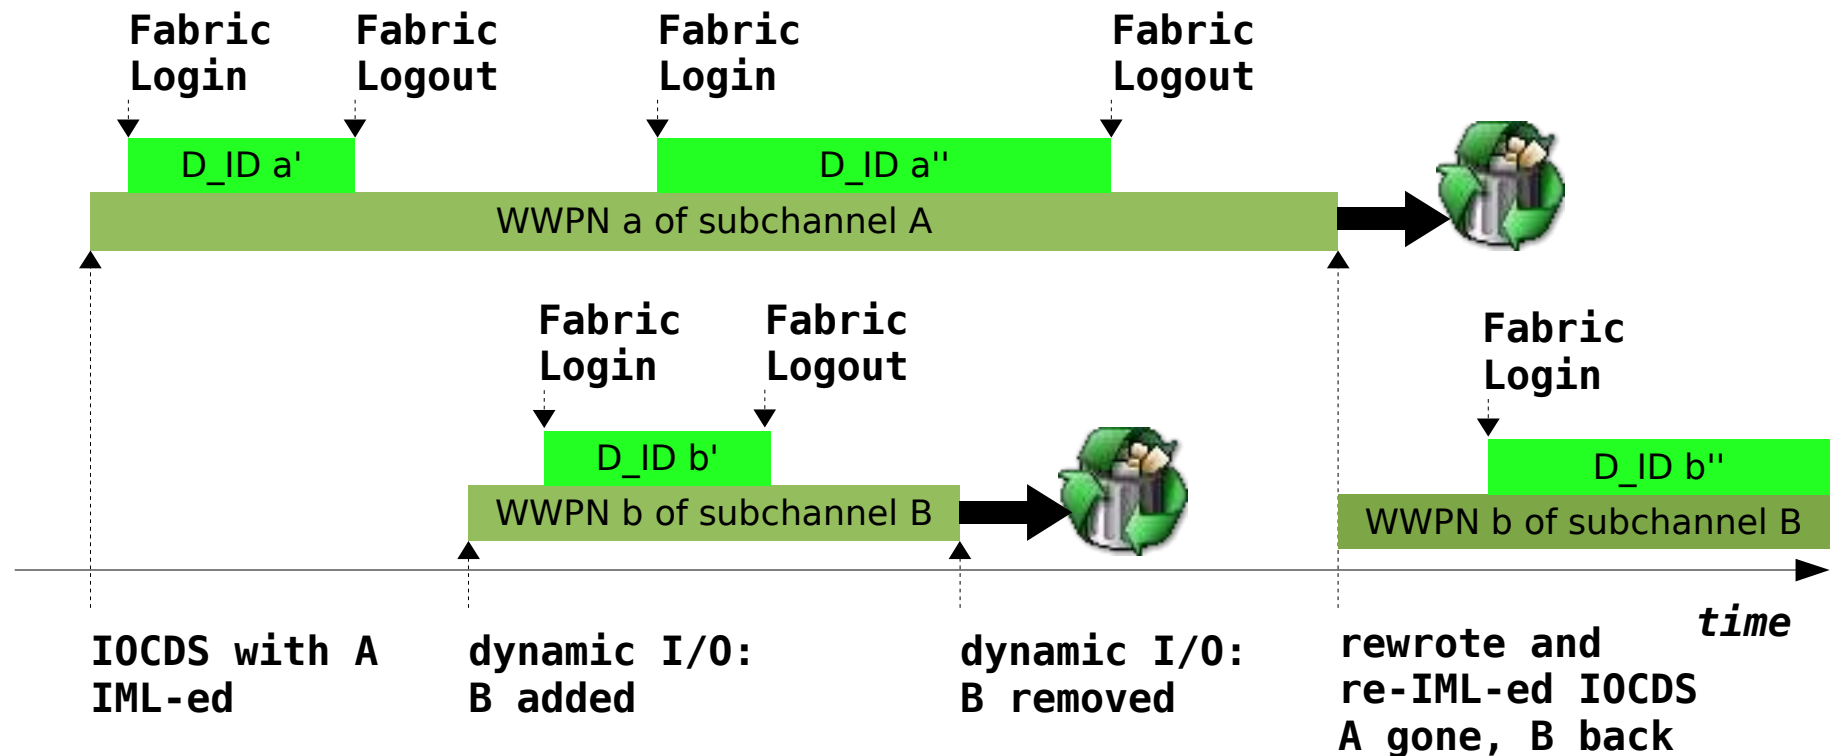 Fabric
Login
Fabric
Logout
Fabric
Login
Fabric
Logout
D_ID a'
D_ID a''
WWPN a of subchannel A
Fabric
Login
Fabric
Logout
Fabric
Login
D_ID b'
D_ID b''
WWPN b of subchannel B
WWPN b of subchannel B
time
IOCDS with A
IML-ed
dynamic I/O:
B added
dynamic I/O:
B removed
rewrote and
re-IML-ed IOCDS
A gone, B back